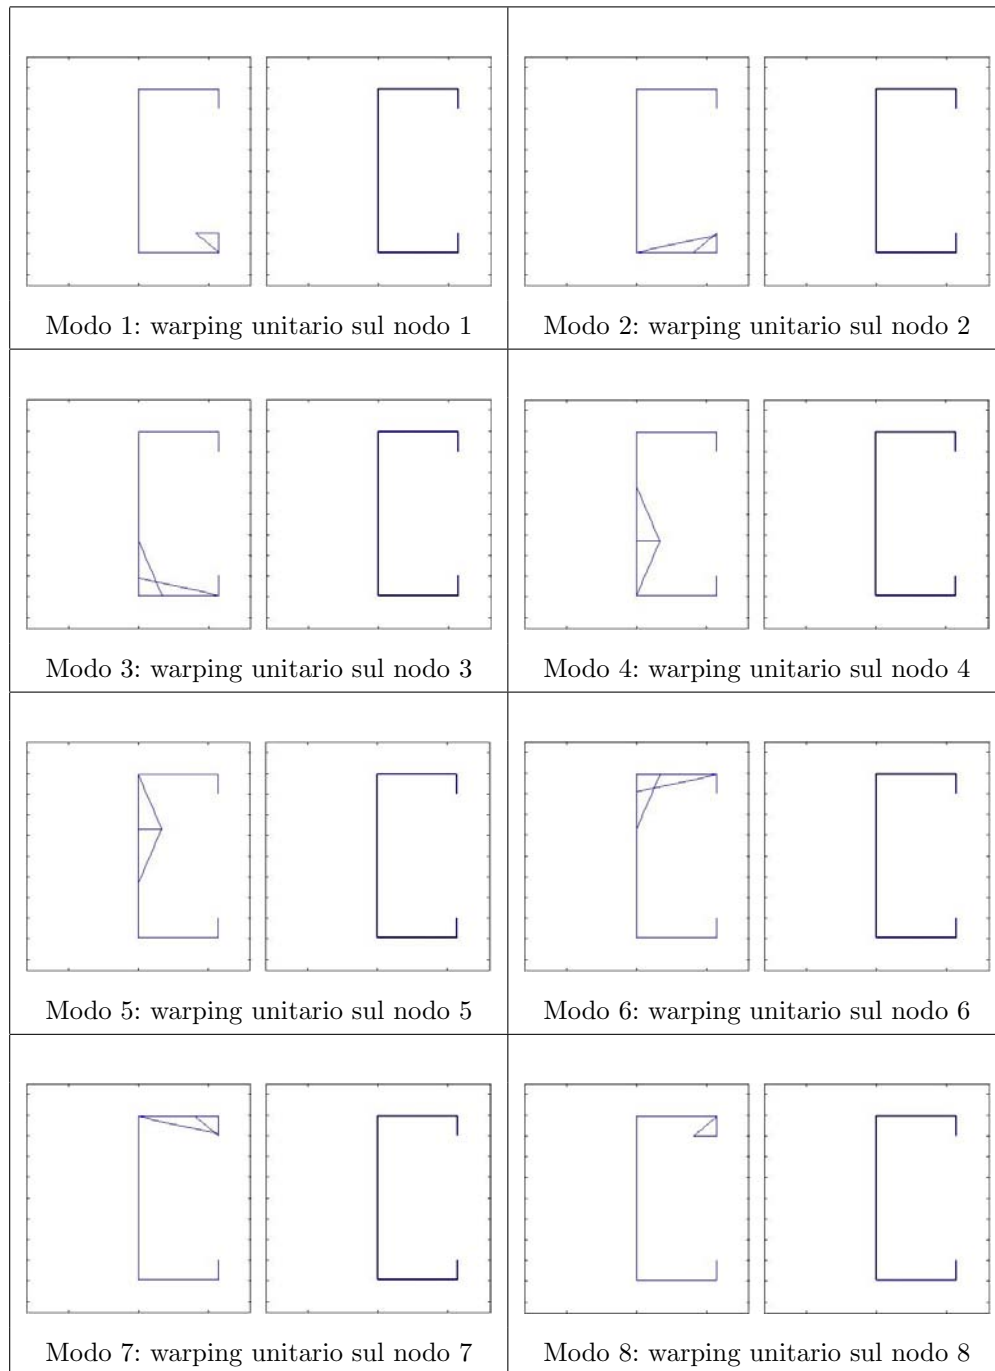 Modo 1: warping unitario sul nodo 1
Modo 2: warping unitario sul nodo 2
Modo 3: warping unitario sul nodo 3
Modo 4: warping unitario sul nodo 4
Modo 5: warping unitario sul nodo 5
Modo 6: warping unitario sul nodo 6
Modo 7: warping unitario sul nodo 7
Modo 8: warping unitario sul nodo 8